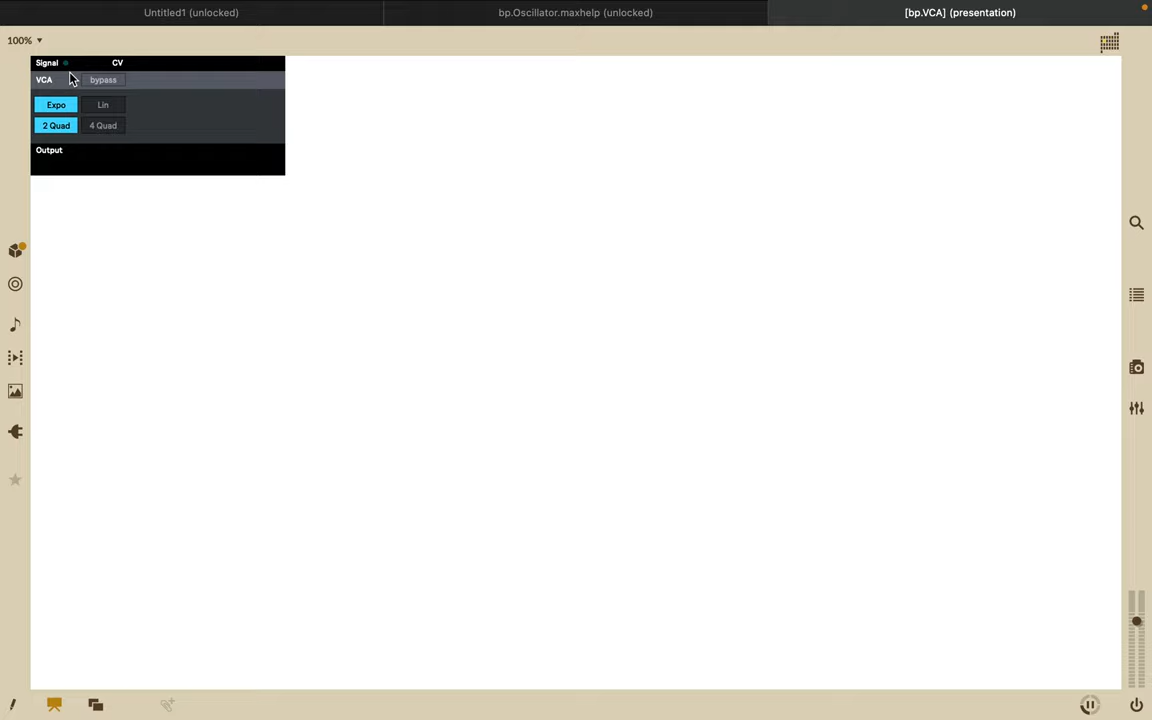 Untitled1 (unlocked)
bp.Oscillator.maxhelp (unlocked)
[bp.VCA] (presentation)
100%
Signal
CV
VCA
bypass
Expo
Lin
2 Quad
4 Quad
Output